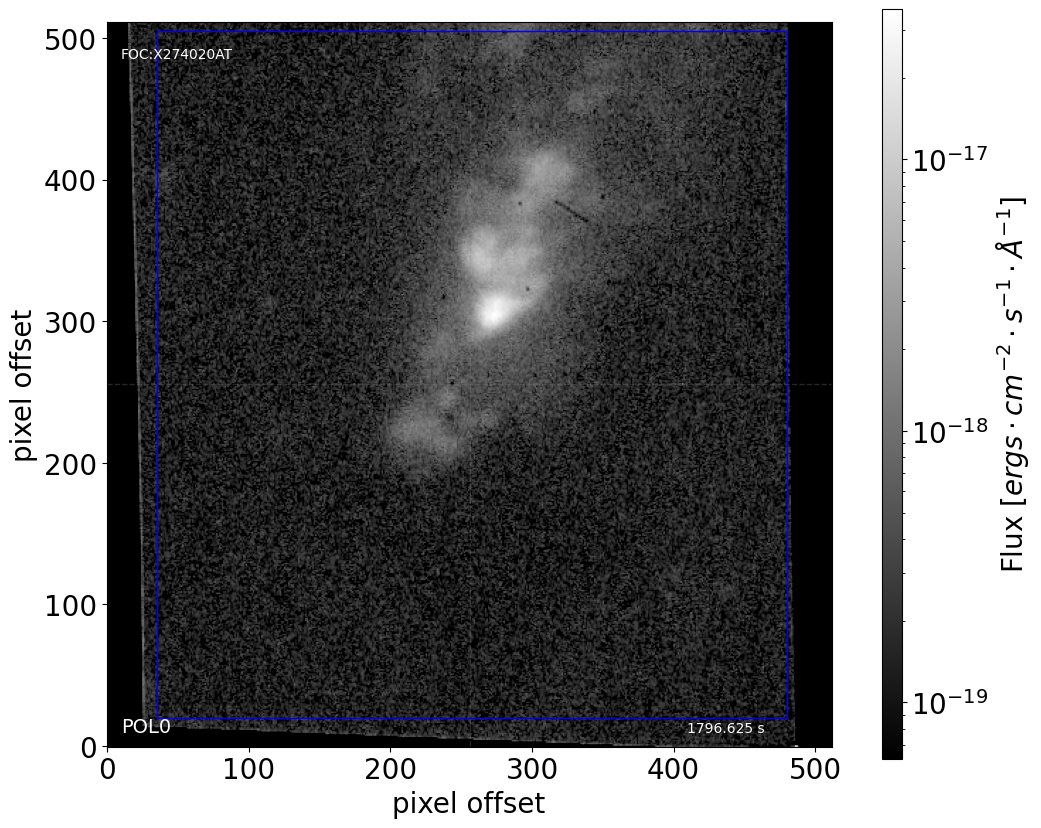 FOC:X274020AT
POL0
1796.625 s
500
400
300
200
100
0
0 100 200 300 400 500
pixel offset
pixel offset
10⁻¹⁷
10⁻¹⁸
10⁻¹⁹
Flux [ergs · cm⁻² · s⁻¹ · Å⁻¹]